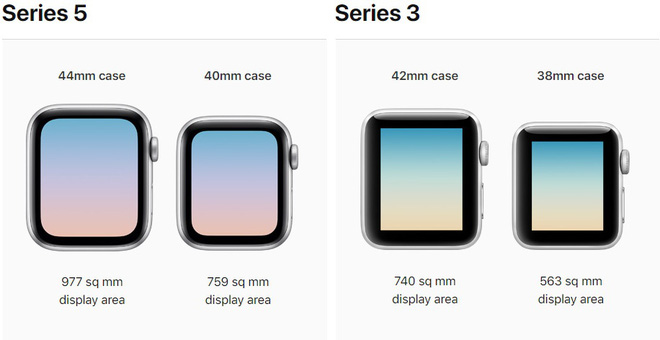 Series 5
44mm case
40mm case
977 sq mm
display area
759 sq mm
display area
Series 3
42mm case
38mm case
740 sq mm
display area
563 sq mm
display area